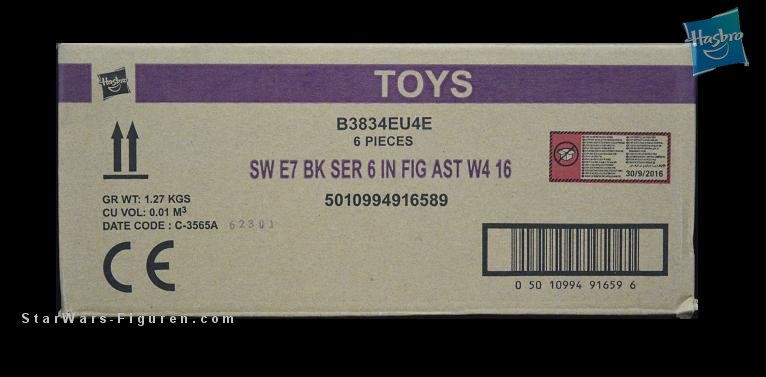 Hasbro
Hasbro
TOYS
B3834EU4E
6 PIECES
SW E7 BK SER 6 IN FIG AST W4 16
5010994916589
GR WT: 1.27 KGS
CU VOL: 0.01 M³
DATE CODE : C-3565A 62301
30/9/2016
CE
0 50 10994 91659 6
StarWars-Figuren.com